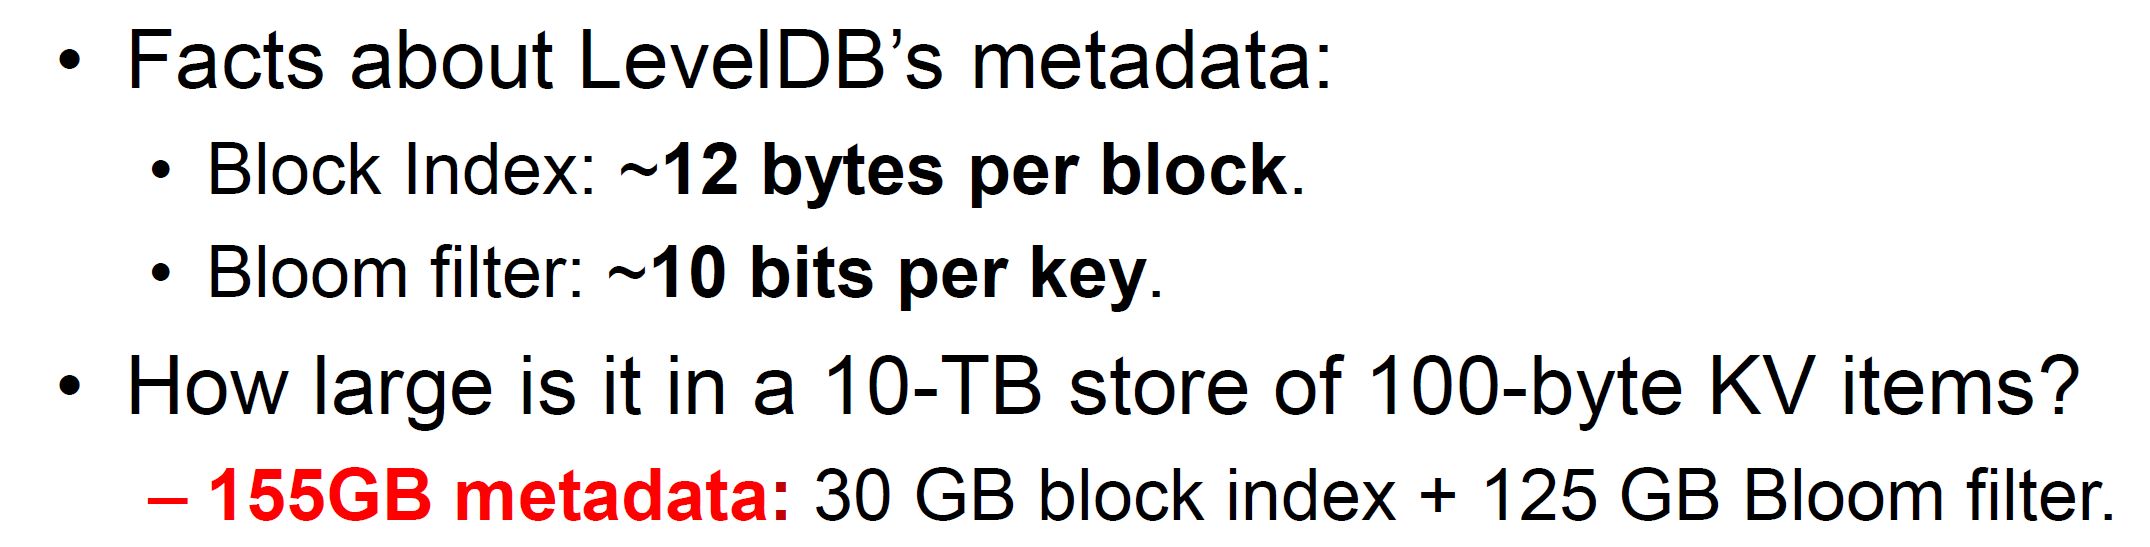 • Facts about LevelDB’s metadata:
• Block Index: ~12 bytes per block.
• Bloom filter: ~10 bits per key.
• How large is it in a 10-TB store of 100-byte KV items?
– 155GB metadata: 30 GB block index + 125 GB Bloom filter.